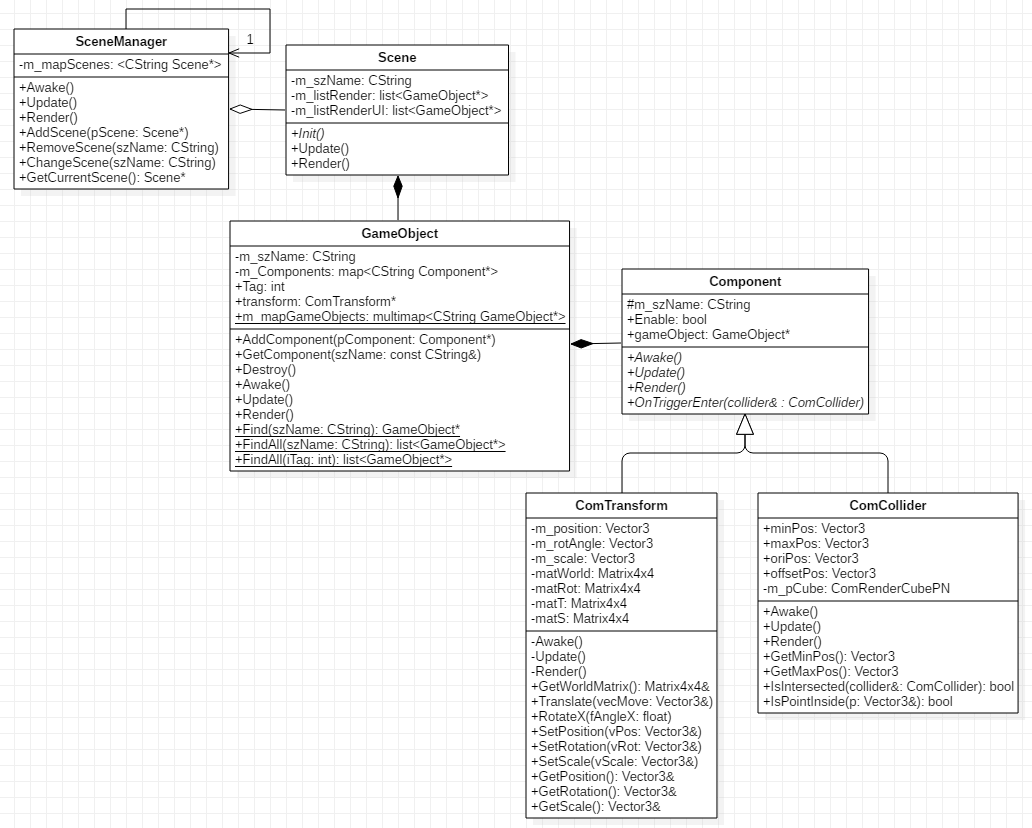 SceneManager
-m_mapScenes: <CString Scene*>
+Awake()
+Update()
+Render()
+AddScene(pScene: Scene*)
+RemoveScene(szName: CString)
+ChangeScene(szName: CString)
+GetCurrentScene(): Scene*
1
Scene
-m_szName: CString
-m_listRender: list<GameObject*>
-m_listRenderUI: list<GameObject*>
+Init()
+Update()
+Render()
GameObject
-m_szName: CString
-m_Components: map<CString Component*>
+Tag: int
+transform: ComTransform*
+m_mapGameObjects: multimap<CString GameObject*>
+AddComponent(pComponent: Component*)
+GetComponent(szName: const CString&)
+Destroy()
+Awake()
+Update()
+Render()
+Find(szName: CString): GameObject*
+FindAll(szName: CString): list<GameObject*>
+FindAll(iTag: int): list<GameObject*>
Component
#m_szName: CString
+Enable: bool
+gameObject: GameObject*
+Awake()
+Update()
+Render()
+OnTriggerEnter(collider& : ComCollider)
ComTransform
-m_position: Vector3
-m_rotAngle: Vector3
-m_scale: Vector3
-matWorld: Matrix4x4
-matRot: Matrix4x4
-matT: Matrix4x4
-matS: Matrix4x4
-Awake()
-Update()
-Render()
+GetWorldMatrix(): Matrix4x4&
+Translate(vecMove: Vector3&)
+RotateX(fAngleX: float)
+SetPosition(vPos: Vector3&)
+SetRotation(vRot: Vector3&)
+SetScale(vScale: Vector3&)
+GetPosition(): Vector3&
+GetRotation(): Vector3&
+GetScale(): Vector3&
ComCollider
+minPos: Vector3
+maxPos: Vector3
+oriPos: Vector3
+offsetPos: Vector3
-m_pCube: ComRenderCubePN
+Awake()
+Update()
+Render()
+GetMinPos(): Vector3
+GetMaxPos(): Vector3
+IsIntersected(collider&: ComCollider): bool
+IsPointInside(p: Vector3&): bool